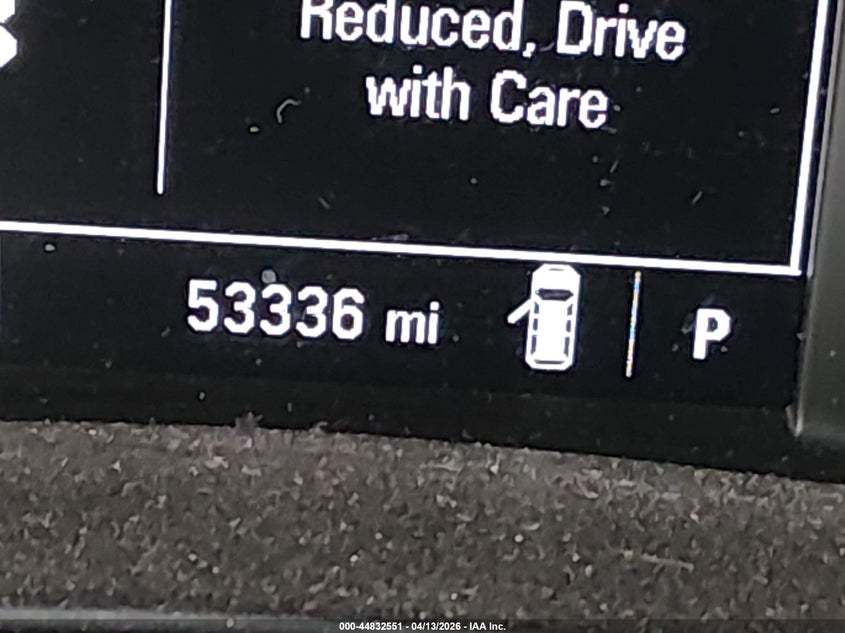 Reduced, Drive
with Care
53336 mi
P
000-44832551 - 04/13/2026 - IAA Inc.